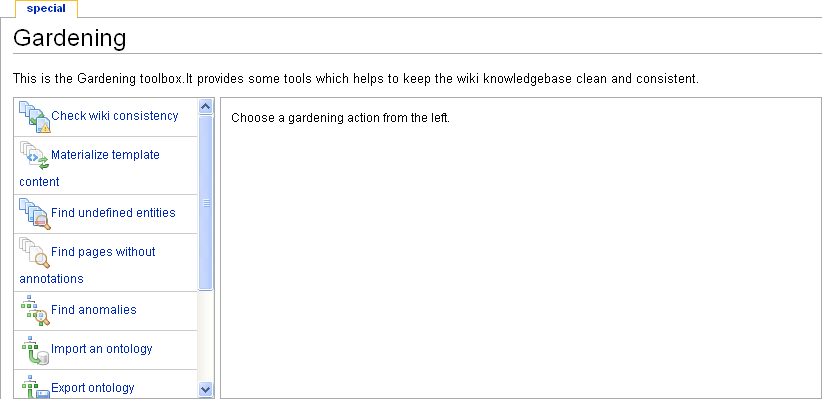 special
Gardening
This is the Gardening toolbox.It provides some tools which helps to keep the wiki knowledgebase clean and consistent.
Check wiki consistency
Materialize template
content
Find undefined entities
Find pages without
annotations
Find anomalies
Import an ontology
Export ontology
Choose a gardening action from the left.